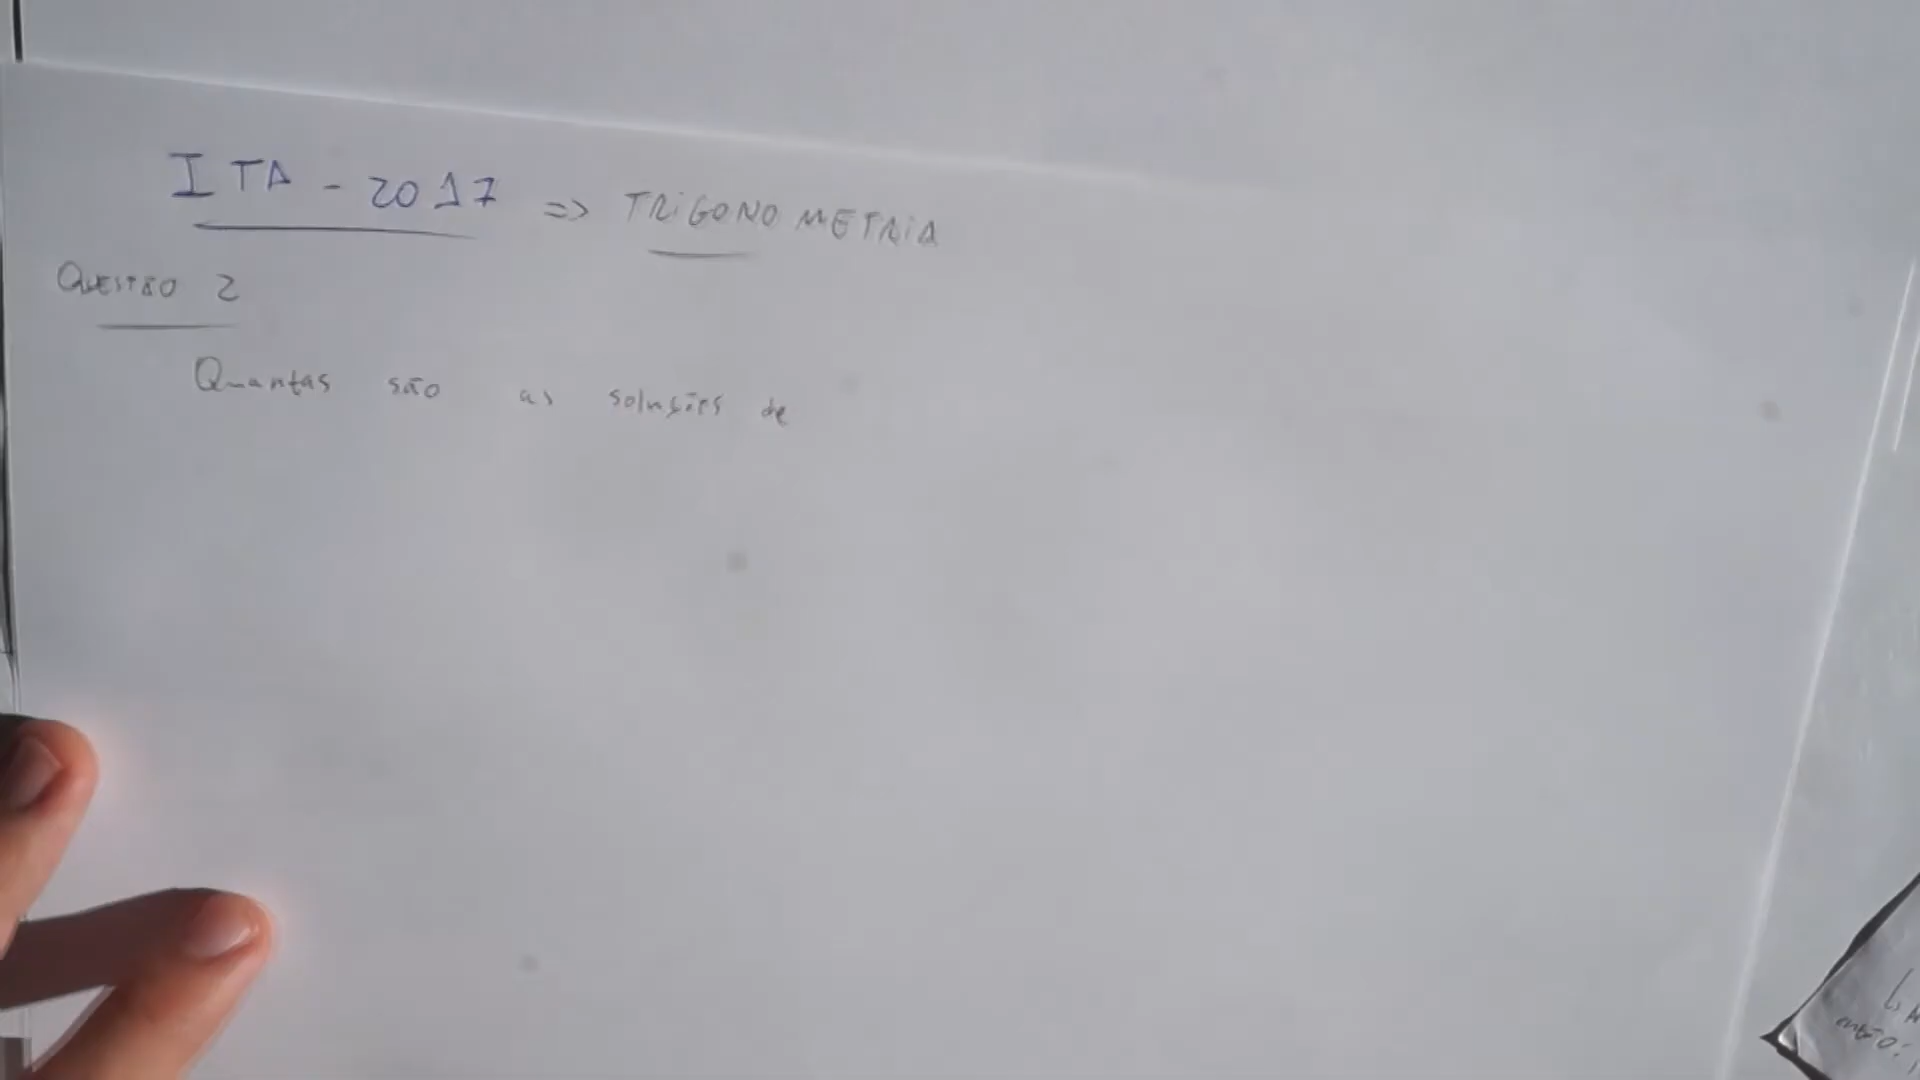 ITA - 2017 => TRiGONOMETRiA
QUESTÃO 2
Quantas são as soluções de